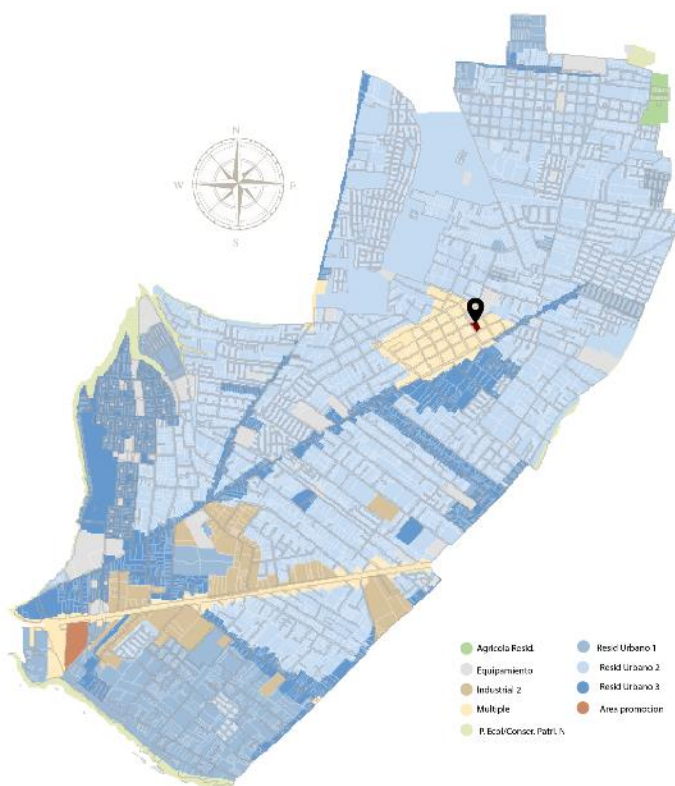 N
W
E
S
Agricola Resid.
Equipamiento
Industrial 2
Multiple
P. Ecol/Conser. Patri. N
Resid Urbano 1
Resid Urbano 2
Resid Urbano 3
Area promocion